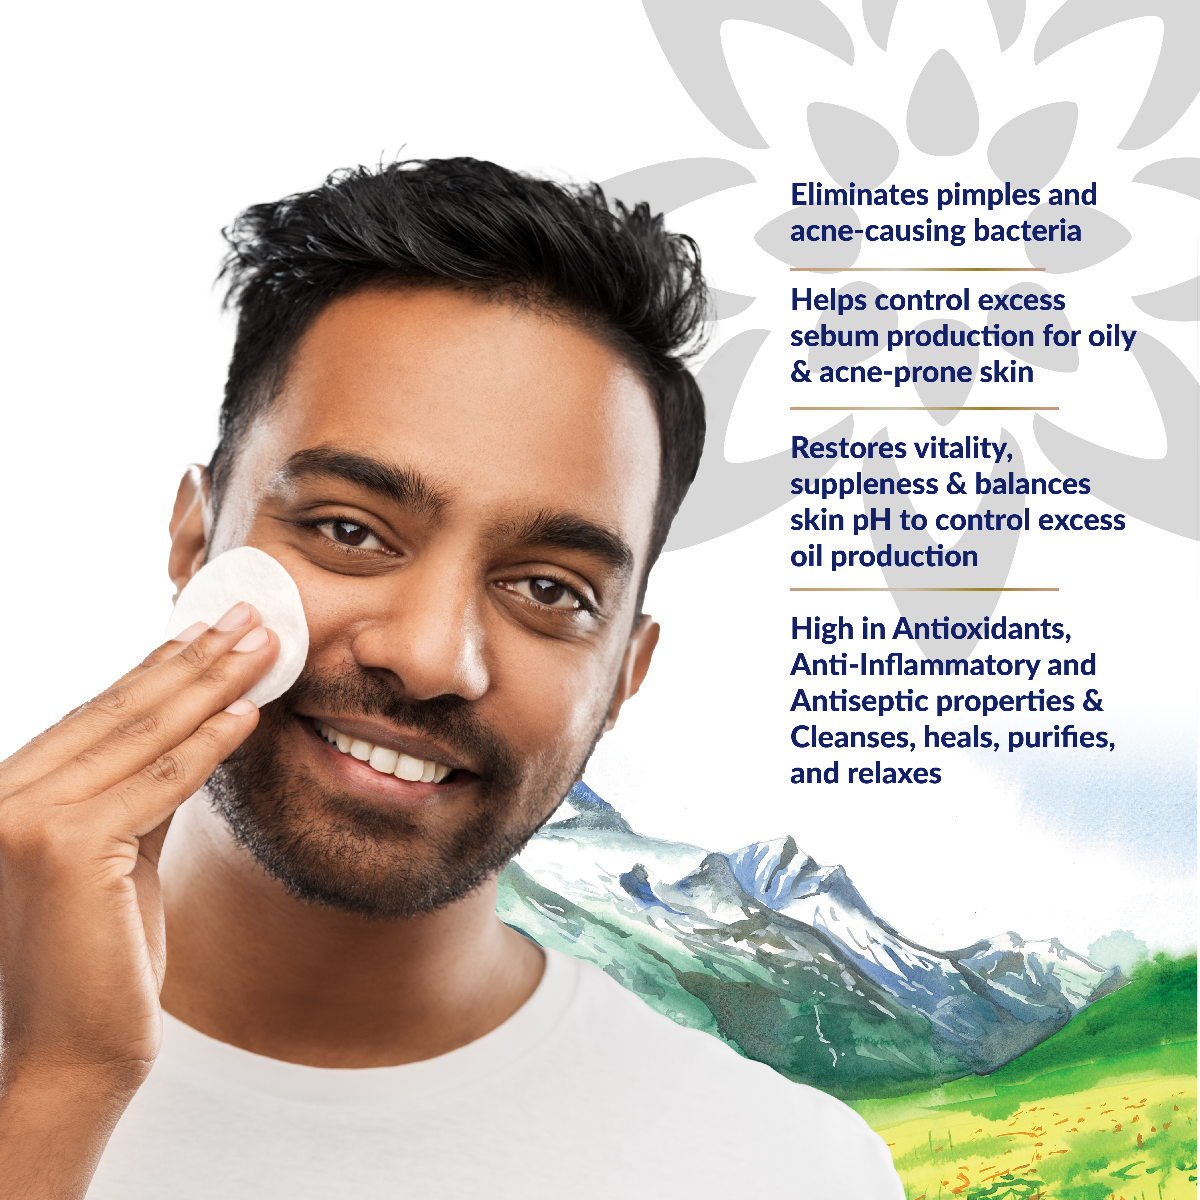 Eliminates pimples and
acne-causing bacteria
Helps control excess
sebum production for oily
& acne-prone skin
Restores vitality,
suppleness & balances
skin pH to control excess
oil production
High in Antioxidants,
Anti-Inflammatory and
Antiseptic properties &
Cleanses, heals, purifies,
and relaxes